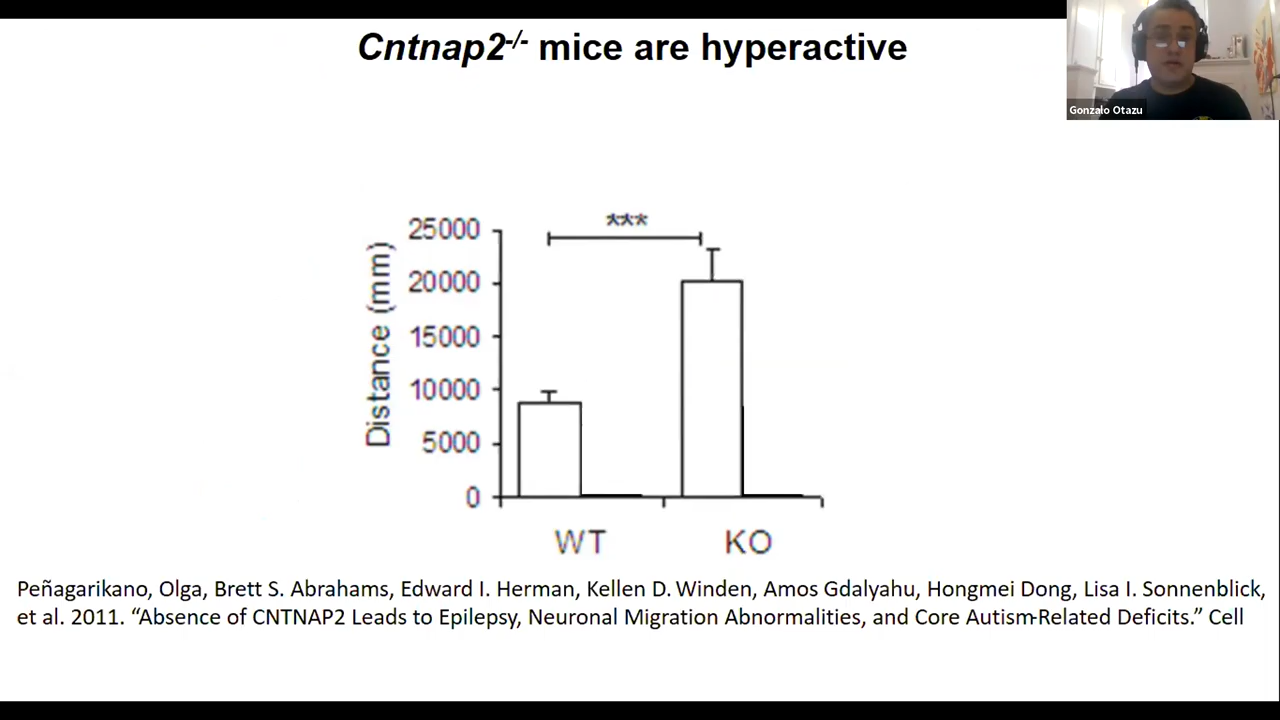 Cntnap2-/- mice are hyperactive
Gonzalo Otazu
***
25000
20000
15000
10000
5000
0
Distance (mm)
WT KO
Peñagarikano, Olga, Brett S. Abrahams, Edward I. Herman, Kellen D. Winden, Amos Gdalyahu, Hongmei Dong, Lisa I. Sonnenblick,
et al. 2011. “Absence of CNTNAP2 Leads to Epilepsy, Neuronal Migration Abnormalities, and Core Autism-Related Deficits.” Cell